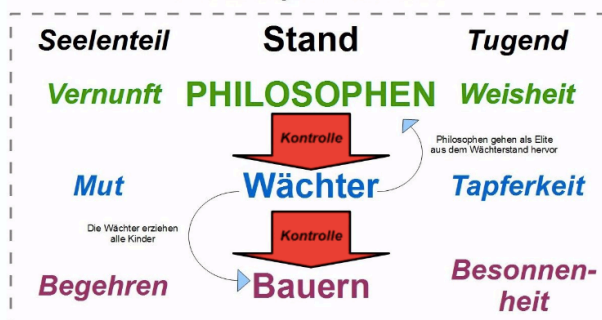 Seelenteil Stand Tugend
Vernunft PHILOSOPHEN Weisheit
Kontrolle
Philosophen gehen als Elite
aus dem Wächterstand hervor
Mut Wächter Tapferkeit
Die Wächter erziehen
alle Kinder
Kontrolle
Begehren Bauern Besonnen-
heit